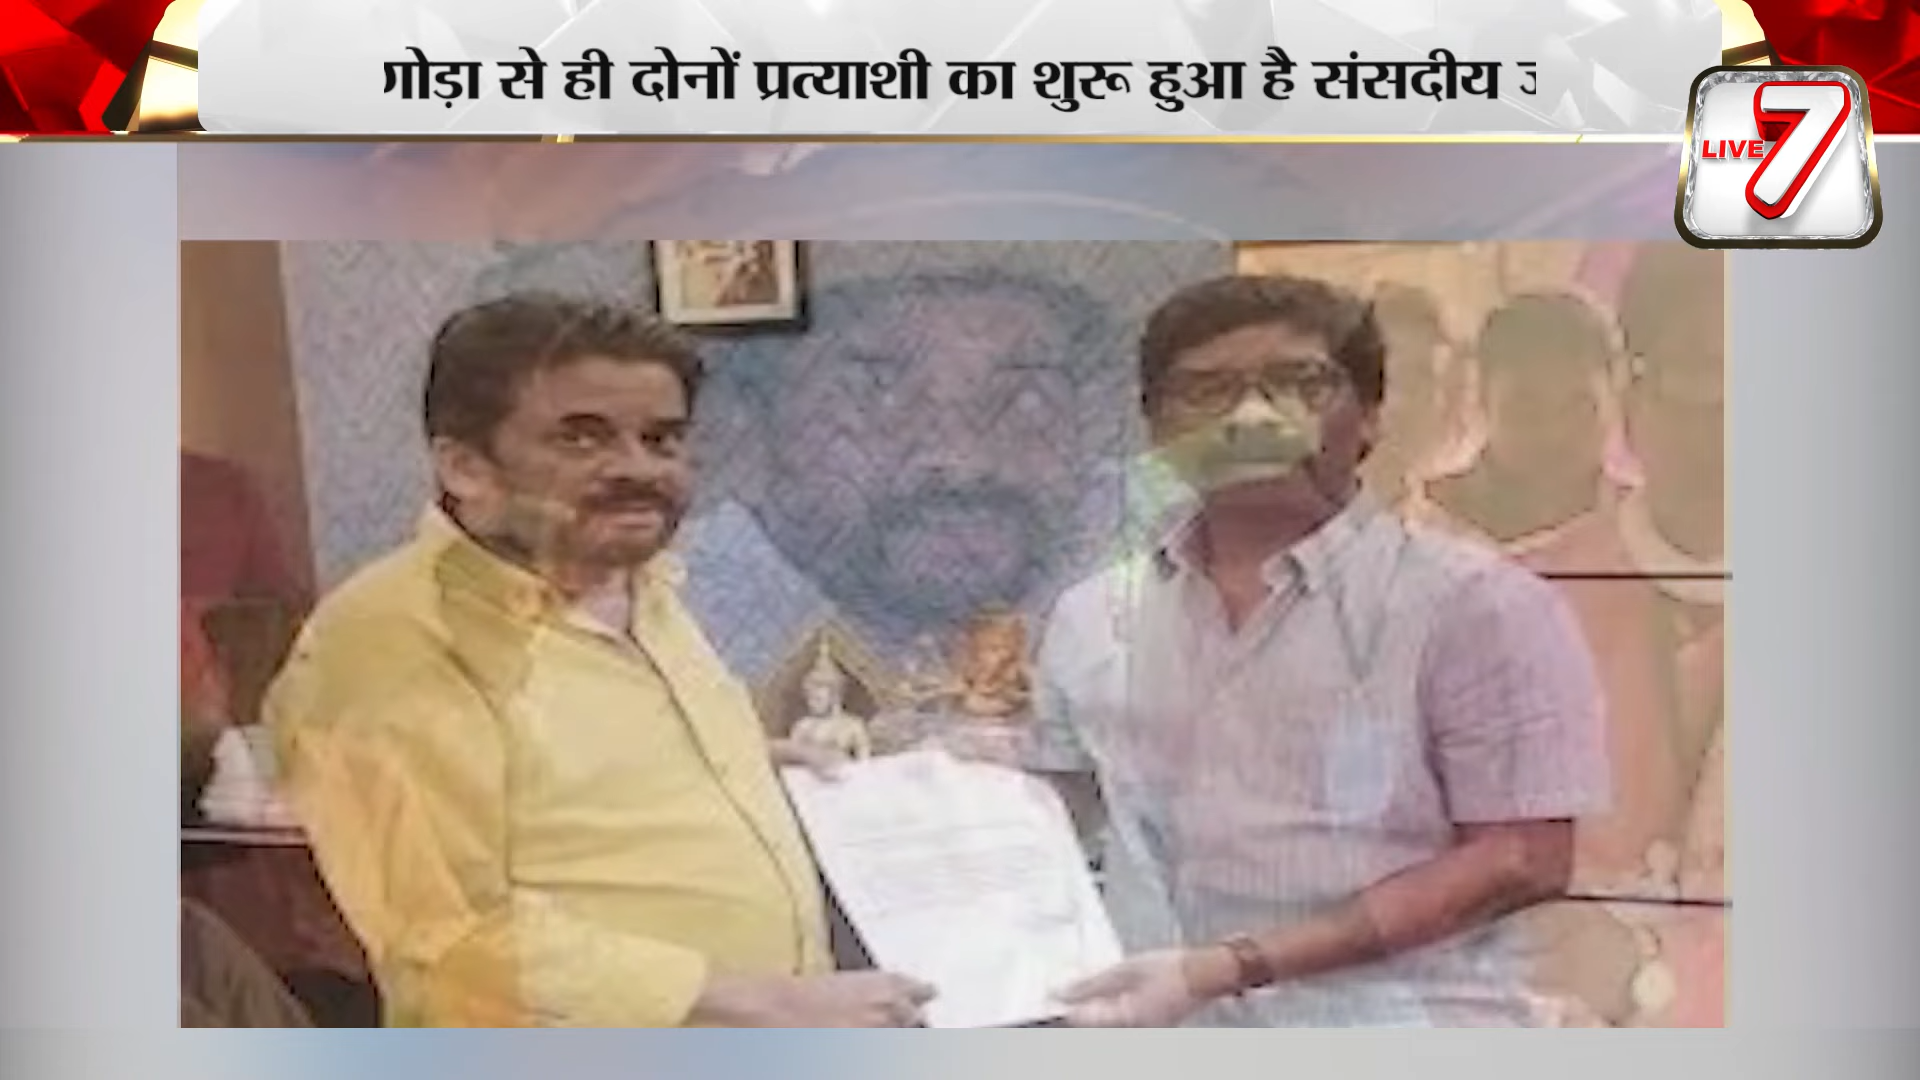 गोड़ा से ही दोनों प्रत्याशी का शुरू हुआ है संसदीय
LIVE 7